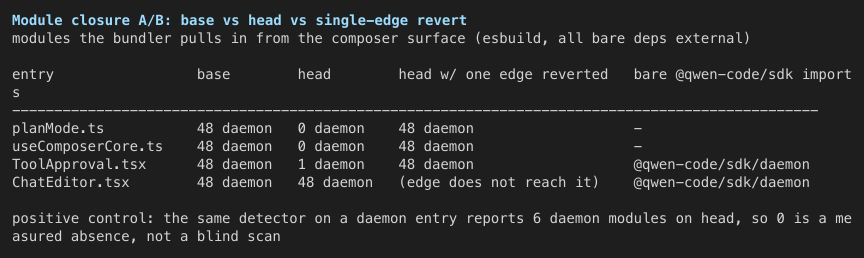 Module closure A/B: base vs head vs single-edge revert
modules the bundler pulls in from the composer surface (esbuild, all bare deps external)
entry base head head w/ one edge reverted bare @qwen-code/sdk import
s
----------------------------------------------------------------------------------------------------
planMode.ts 48 daemon 0 daemon 48 daemon -
useComposerCore.ts 48 daemon 0 daemon 48 daemon -
ToolApproval.tsx 48 daemon 1 daemon 48 daemon @qwen-code/sdk/daemon
ChatEditor.tsx 48 daemon 48 daemon (edge does not reach it) @qwen-code/sdk/daemon
positive control: the same detector on a daemon entry reports 6 daemon modules on head, so 0 is a me
asured absence, not a blind scan